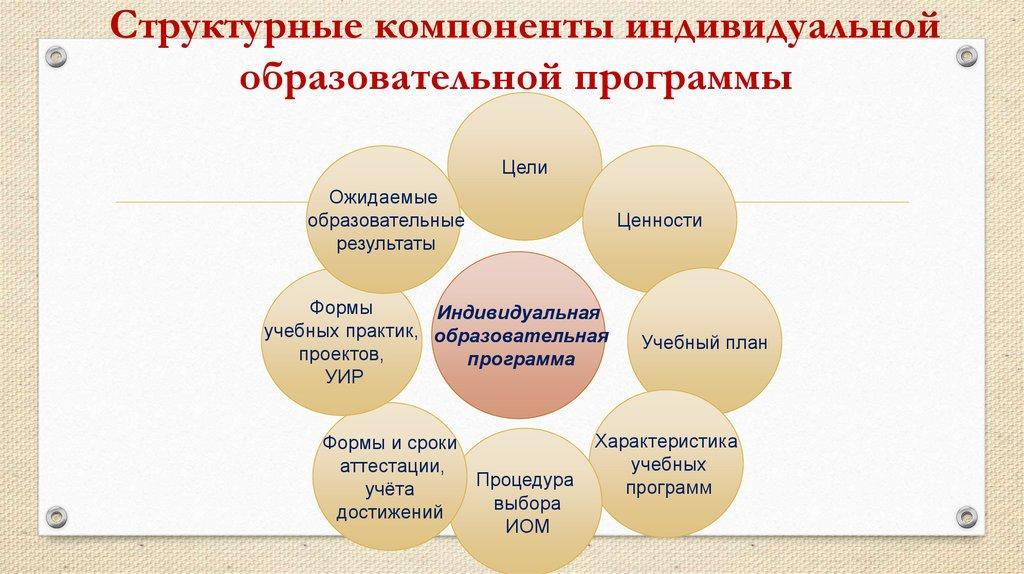 Структурные компоненты индивидуальной
образовательной программы
Цели
Ценности
Учебный план
Характеристика
учебных
программ
Процедура
выбора
ИОМ
Формы и сроки
аттестации,
учёта
достижений
Формы
учебных практик,
проектов,
УИР
Ожидаемые
образовательные
результаты
Индивидуальная
образовательная
программа